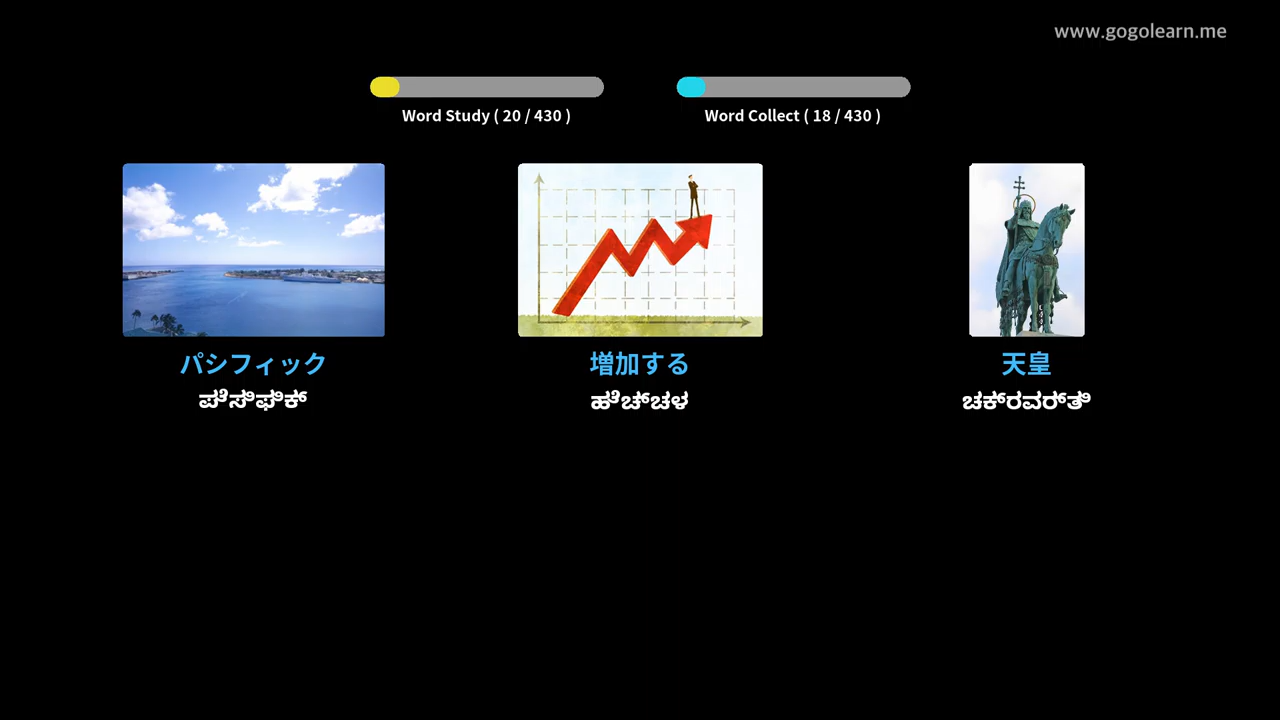 www.gogolearn.me
Word Study ( 20 / 430 )
Word Collect ( 18 / 430 )
パシフィック
増加する
天皇
ಪೆಸಿಫಿಕ್
ಹೆಚ್ಚಳ
ಚಕ್ರವರ್ತಿ